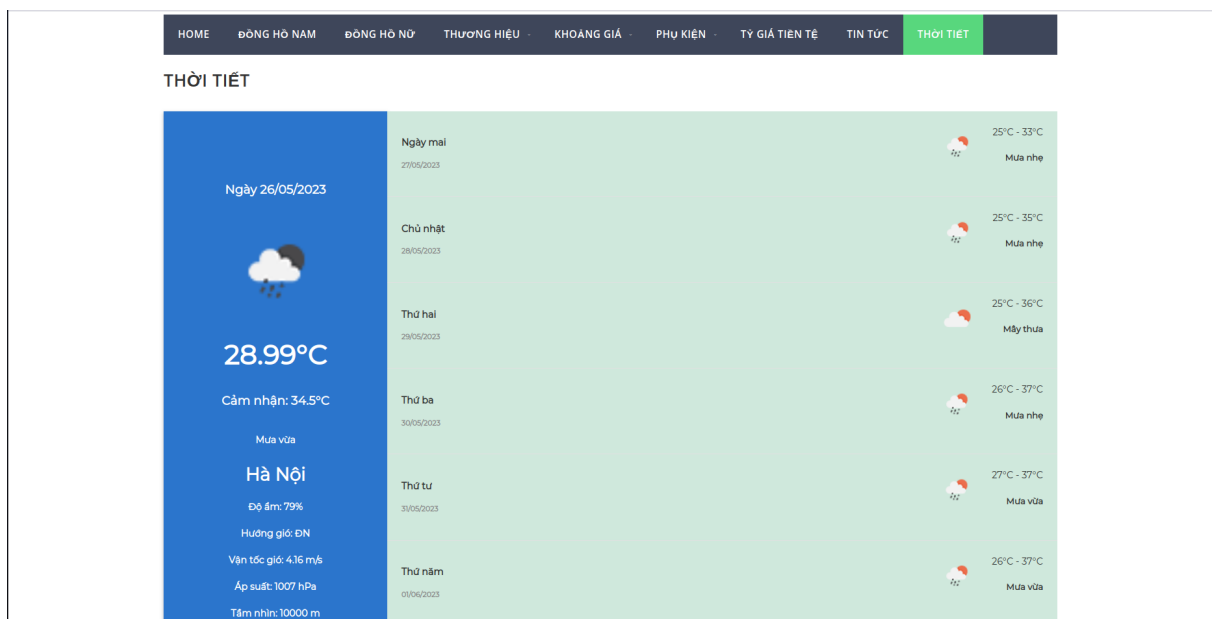 HOME ĐỒNG HỒ NAM ĐỒNG HỒ NỮ THƯƠNG HIỆU KHOẢNG GIÁ PHỤ KIỆN TỶ GIÁ TIỀN TỆ TIN TỨC THỜI TIẾT
THỜI TIẾT
Ngày 26/05/2023
28.99°C
Cảm nhận: 34.5°C
Mưa vừa
Hà Nội
Độ ẩm: 79%
Hướng gió: ĐN
Vận tốc gió: 4.16 m/s
Áp suất: 1007 hPa
Tầm nhìn: 10000 m
Ngày mai
27/05/2023
25°C - 33°C
Mưa nhẹ
Chủ nhật
28/05/2023
25°C - 35°C
Mưa nhẹ
Thứ hai
29/05/2023
25°C - 36°C
Mây thưa
Thứ ba
30/05/2023
26°C - 37°C
Mưa nhẹ
Thứ tư
31/05/2023
27°C - 37°C
Mưa vừa
Thứ năm
01/06/2023
26°C - 37°C
Mưa vừa